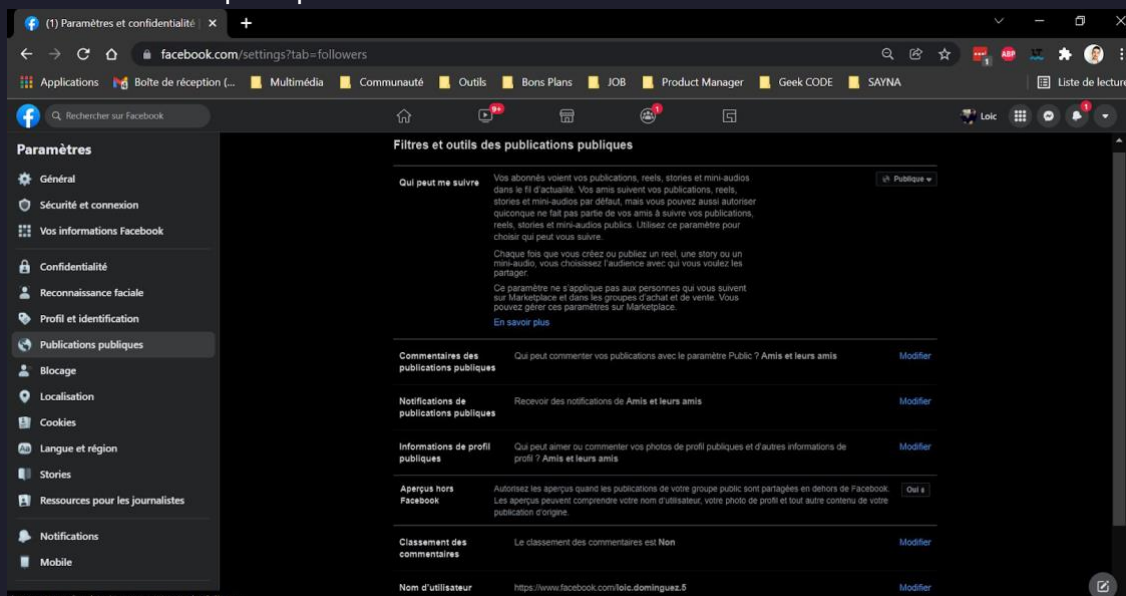 (1) Paramètres et confidentialité
facebook.com/settings?tab=followers
Applications Boîte de réception (... Multimédia Communauté Outils Bons Plans JOB Product Manager Geek CODE SAYNA Liste de lecture
Rechercher sur Facebook 9+ 1 Loic 1
Paramètres
Général
Sécurité et connexion
Vos informations Facebook
Confidentialité
Reconnaissance faciale
Profil et identification
Publications publiques
Blocage
Localisation
Cookies
Langue et région
Stories
Ressources pour les journalistes
Notifications
Mobile
Filtres et outils des publications publiques
Qui peut me suivre
Vos abonnés voient vos publications, reels, stories et mini-audios
dans le fil d'actualité. Vos amis suivent vos publications, reels,
stories et mini-audios par défaut, mais vous pouvez aussi autoriser
quiconque ne fait pas partie de vos amis à suivre vos publications,
reels, stories et mini-audios publics. Utilisez ce paramètre pour
choisir qui peut vous suivre.
Publique
Chaque fois que vous créez ou publiez un reel, une story ou un
mini-audio, vous choisissez l'audience avec qui vous voulez les
partager.
Ce paramètre ne s'applique pas aux personnes qui vous suivent
sur Marketplace et dans les groupes d'achat et de vente. Vous
pouvez gérer ces paramètres sur Marketplace.
En savoir plus
Commentaires des
publications publiques
Qui peut commenter vos publications avec le paramètre Public ? Amis et leurs amis
Modifier
Notifications de
publications publiques
Recevoir des notifications de Amis et leurs amis
Modifier
Informations de profil
publiques
Qui peut aimer ou commenter vos photos de profil publiques et d'autres informations de
profil ? Amis et leurs amis
Modifier
Aperçus hors
Facebook
Autorisez les aperçus quand les publications de votre groupe public sont partagées en dehors de Facebook.
Les aperçus peuvent comprendre votre nom d'utilisateur, votre photo de profil et tout autre contenu de votre
publication d'origine.
Oui
Classement des
commentaires
Le classement des commentaires est Non
Modifier
Nom d'utilisateur
https://www.facebook.com/loic.dominguez.5
Modifier